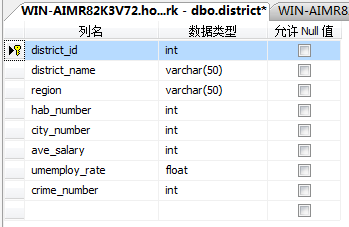 WIN-AIMR82K3V72.ho...rk - dbo.district* WIN-AIMR8
列名 数据类型 允许 Null 值
district_id int
district_name varchar(50)
region varchar(50)
hab_number int
city_number int
ave_salary int
umemploy_rate float
crime_number int